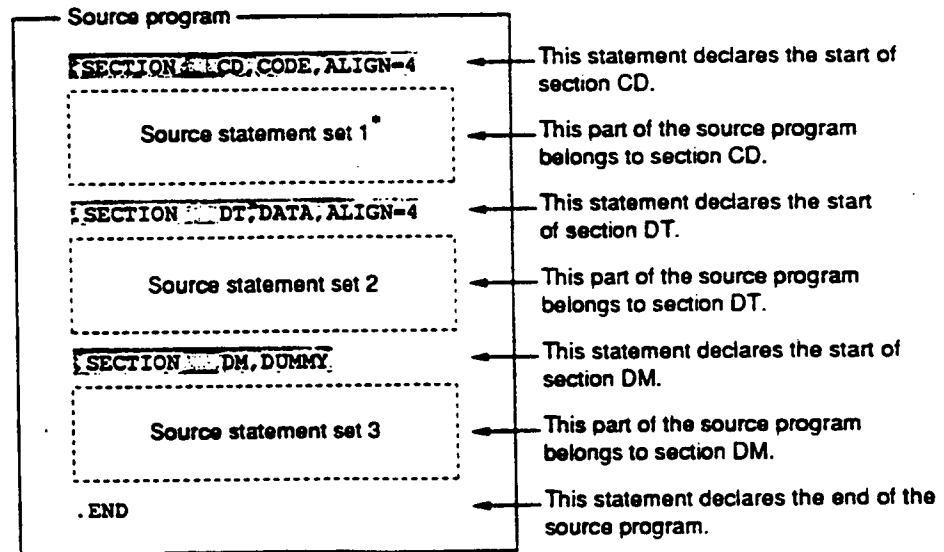 Source program
.SECTION CD,CODE,ALIGN=4
This statement declares the start of
section CD.
Source statement set 1*
This part of the source program
belongs to section CD.
.SECTION DT,DATA,ALIGN=4
This statement declares the start
of section DT.
Source statement set 2
This part of the source program
belongs to section DT.
.SECTION DM,DUMMY
This statement declares the start of
section DM.
Source statement set 3
This part of the source program
belongs to section DM.
.END
This statement declares the end of the
source program.